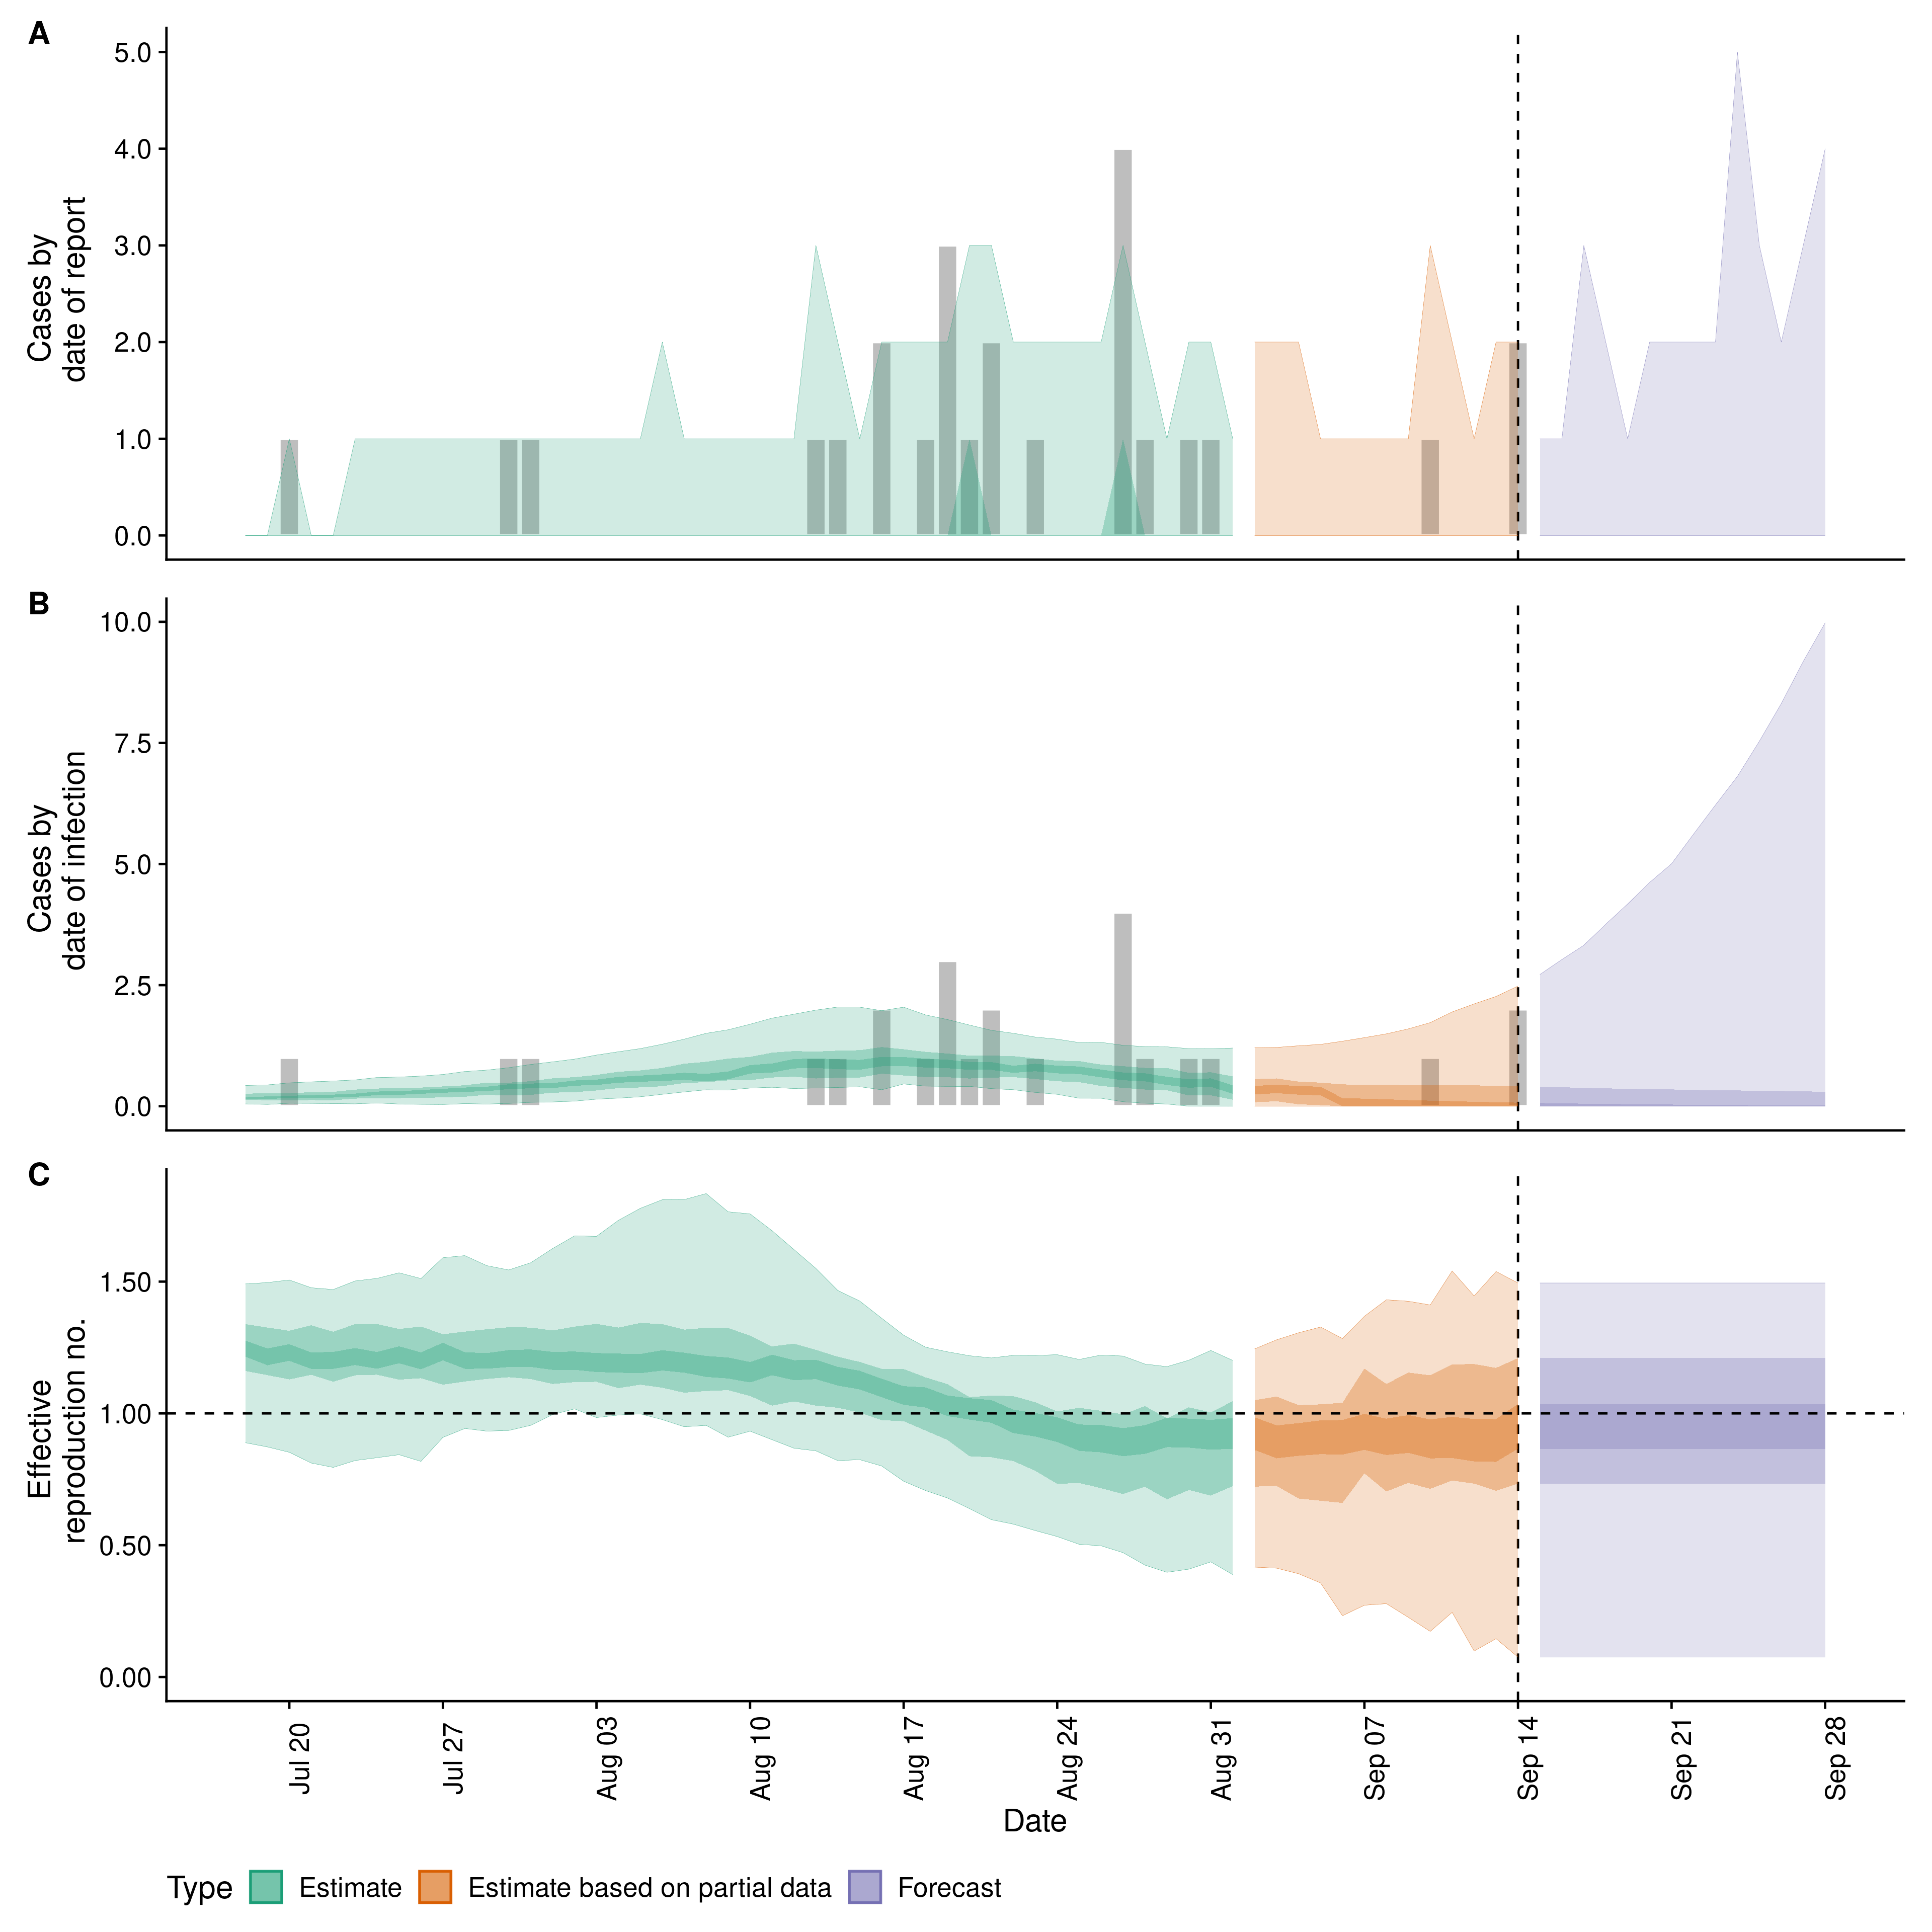 A
Cases by
date of report
5.0
4.0
3.0
2.0
1.0
0.0
B
Cases by
date of infection
10.0
7.5
5.0
2.5
0.0
C
Effective
reproduction no.
1.50
1.00
0.50
0.00
Jul 20
Jul 27
Aug 03
Aug 10
Aug 17
Aug 24
Aug 31
Sep 07
Sep 14
Sep 21
Sep 28
Date
Type Estimate Estimate based on partial data Forecast